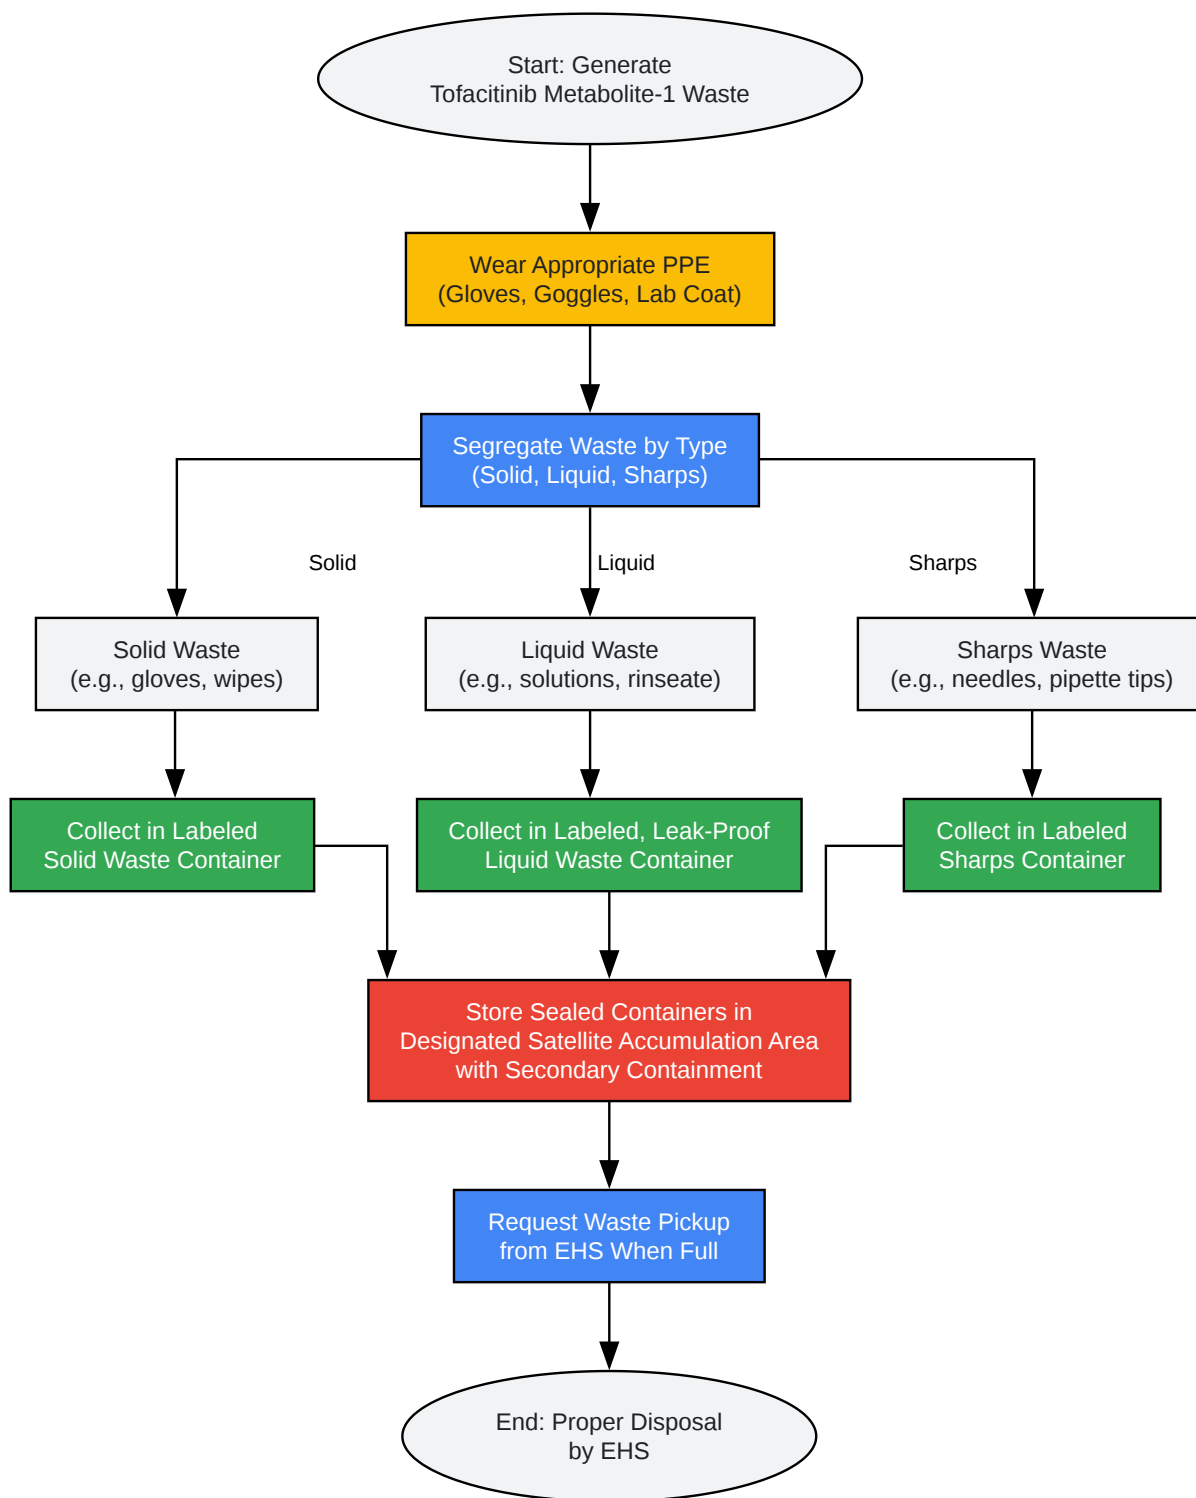 Start: Generate
Tofacitinib Metabolite-1 Waste
Wear Appropriate PPE
(Gloves, Goggles, Lab Coat)
Segregate Waste by Type
(Solid, Liquid, Sharps)
Solid
Liquid
Sharps
Solid Waste
(e.g., gloves, wipes)
Liquid Waste
(e.g., solutions, rinseate)
Sharps Waste
(e.g., needles, pipette tips)
Collect in Labeled
Solid Waste Container
Collect in Labeled, Leak-Proof
Liquid Waste Container
Collect in Labeled
Sharps Container
Store Sealed Containers in
Designated Satellite Accumulation Area
with Secondary Containment
Request Waste Pickup
from EHS When Full
End: Proper Disposal
by EHS